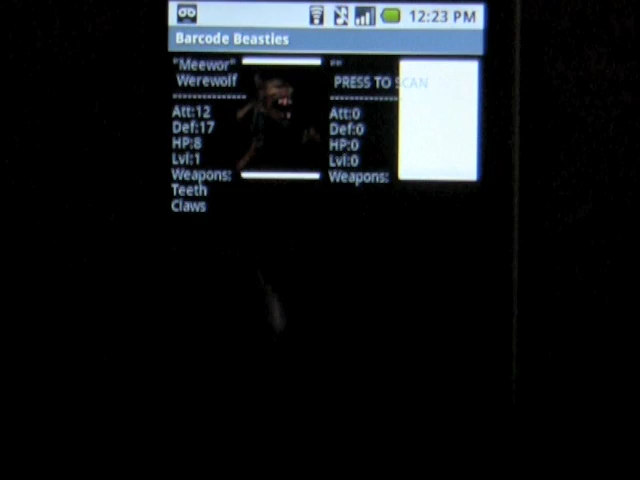 12:23 PM
Barcode Beasties
"Meewor"
Werewolf
--------------
Att:12
Def:17
HP:8
Lvl:1
Weapons:
Teeth
Claws
""
PRESS TO SCAN
-------------
Att:0
Def:0
HP:0
Lvl:0
Weapons: